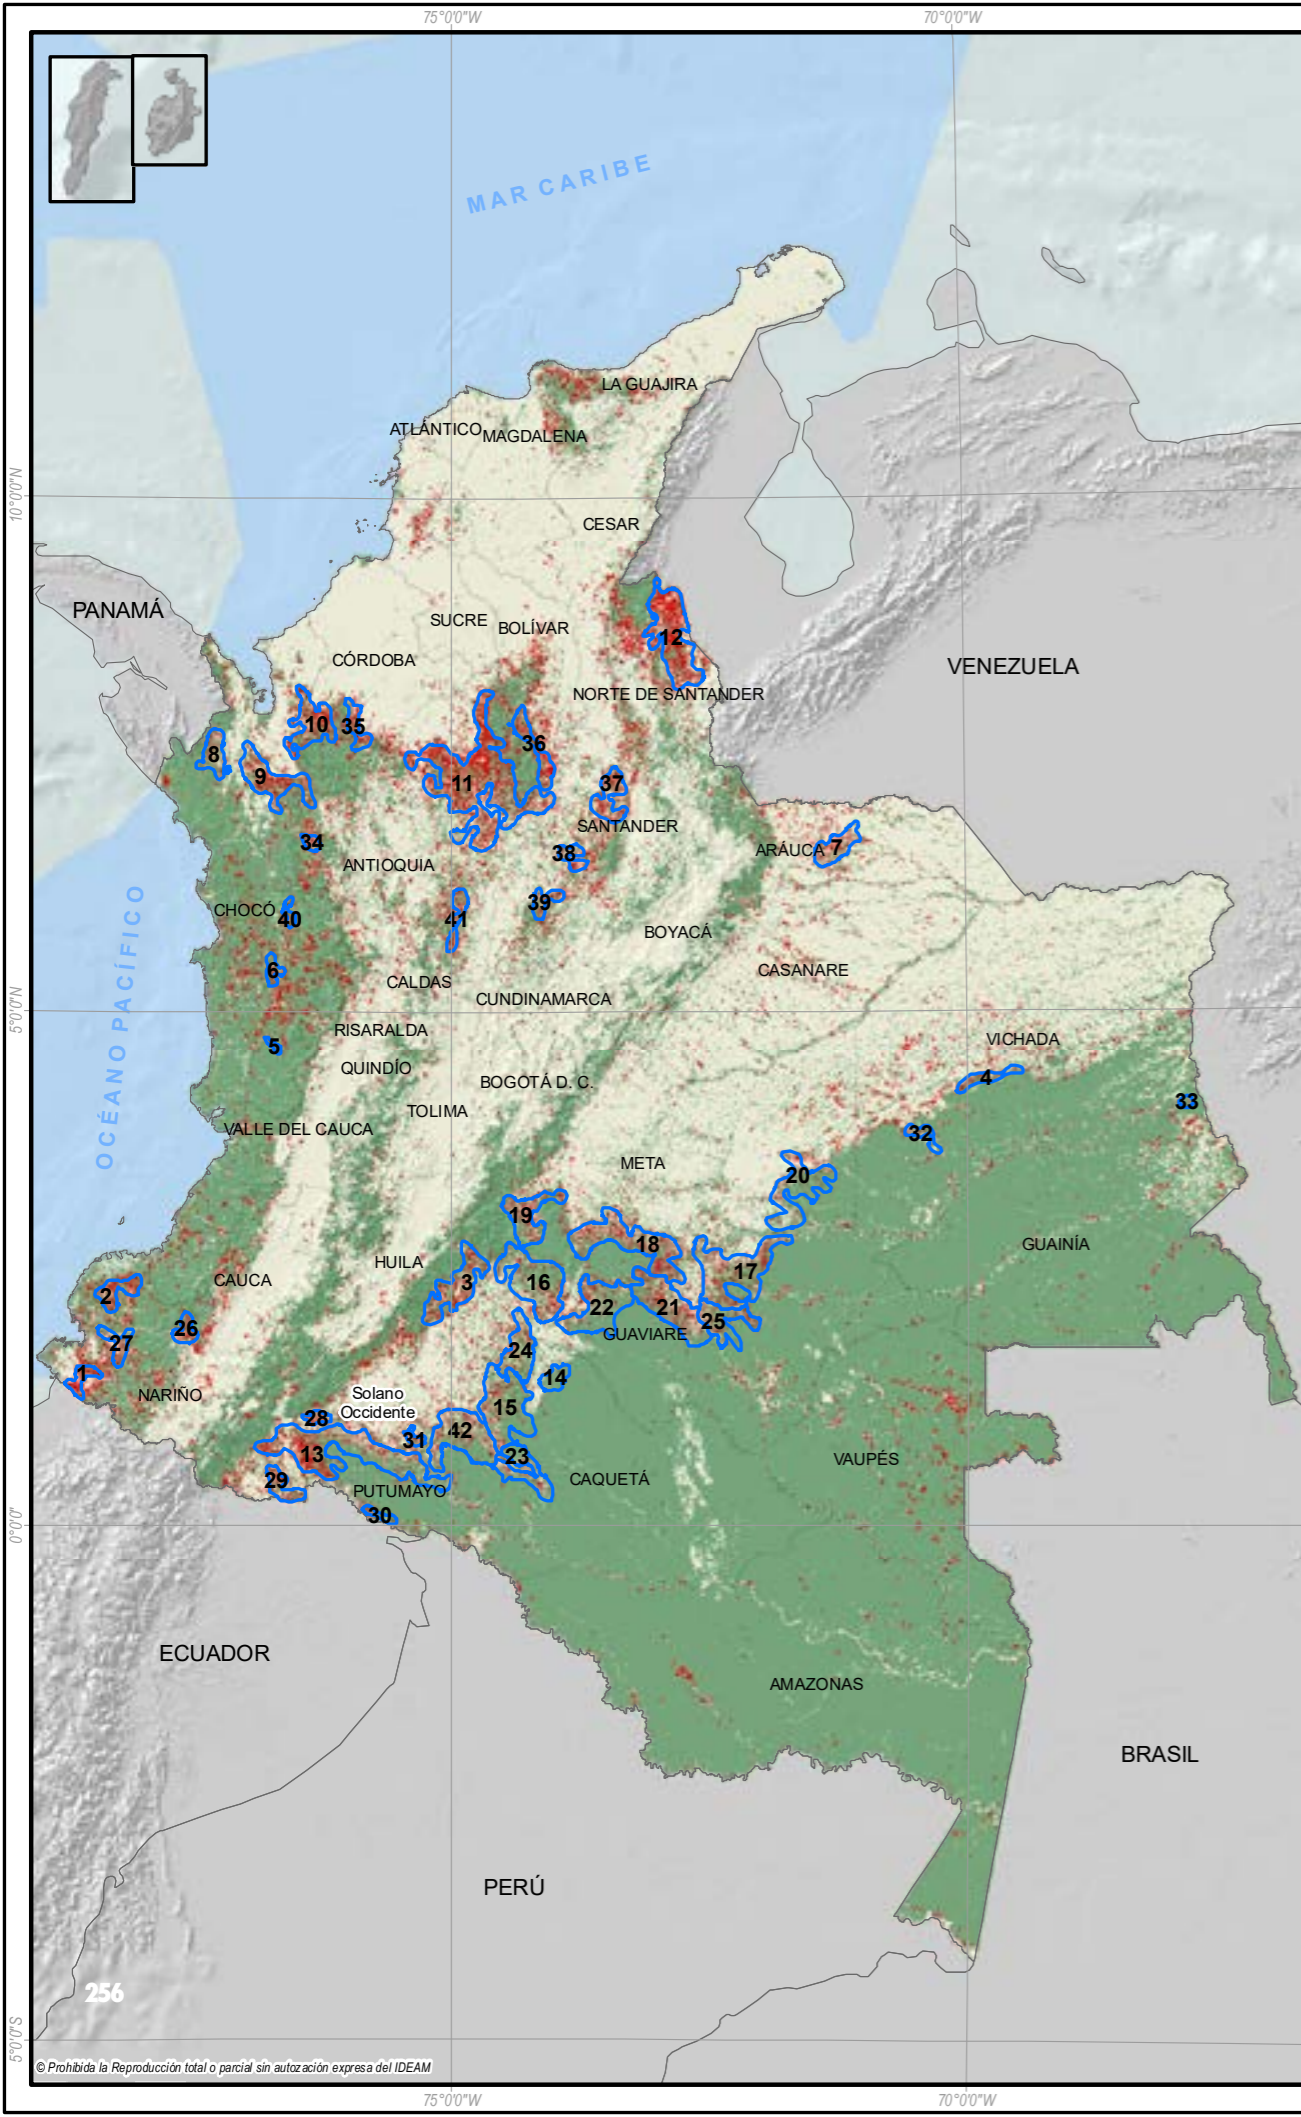 75°0'0"W
70°0'0"W
MAR CARIBE
LA GUAJIRA
ATLÁNTICO
MAGDALENA
10°0'0"N
CESAR
PANAMÁ
SUCRE
BOLÍVAR
12
CÓRDOBA
VENEZUELA
NORTE DE SANTANDER
10
35
36
8
9
11
37
SANTANDER
34
ANTIOQUIA
38
ARÁUCA
7
OCÉANO PACÍFICO
CHOCÓ
40
41
39
BOYACÁ
6
CALDAS
CASANARE
CUNDINAMARCA
5°0'0"N
RISARALDA
5
VICHADA
QUINDÍO
BOGOTÁ D. C.
4
TOLIMA
33
VALLE DEL CAUCA
32
META
20
19
18
GUAINÍA
HUILA
CAUCA
3
16
17
2
22
21
26
25
27
GUAVIARE
24
1
14
NARIÑO
Solano
Occidente
15
28
42
31
13
23
VAUPÉS
29
CAQUETÁ
PUTUMAYO
30
0°0'0"
ECUADOR
AMAZONAS
BRASIL
PERÚ
256
5°0'0"S
© Prohibida la Reproducción total o parcial sin autozación expresa del IDEAM
75°0'0"W
70°0'0"W